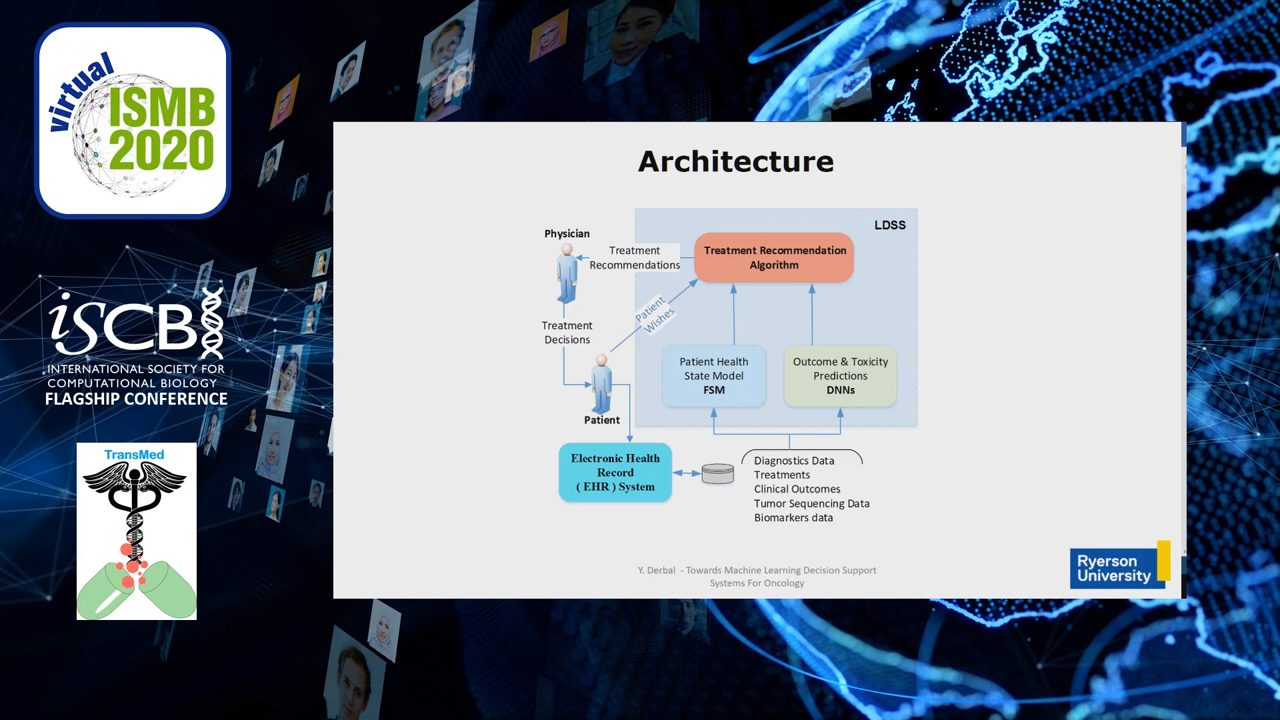 virtual
ISMB
2020
iSCB
INTERNATIONAL SOCIETY FOR
COMPUTATIONAL BIOLOGY
FLAGSHIP CONFERENCE
TransMed
Architecture
LDSS
Physician
Treatment
Recommendations
Treatment Recommendation
Algorithm
Patient
Wishes
Treatment
Decisions
Patient Health
State Model
FSM
Outcome & Toxicity
Predictions
DNNs
Patient
Electronic Health
Record
( EHR ) System
Diagnostics Data
Treatments
Clinical Outcomes
Tumor Sequencing Data
Biomarkers data
Y. Derbal - Towards Machine Learning Decision Support
Systems For Oncology
Ryerson
University